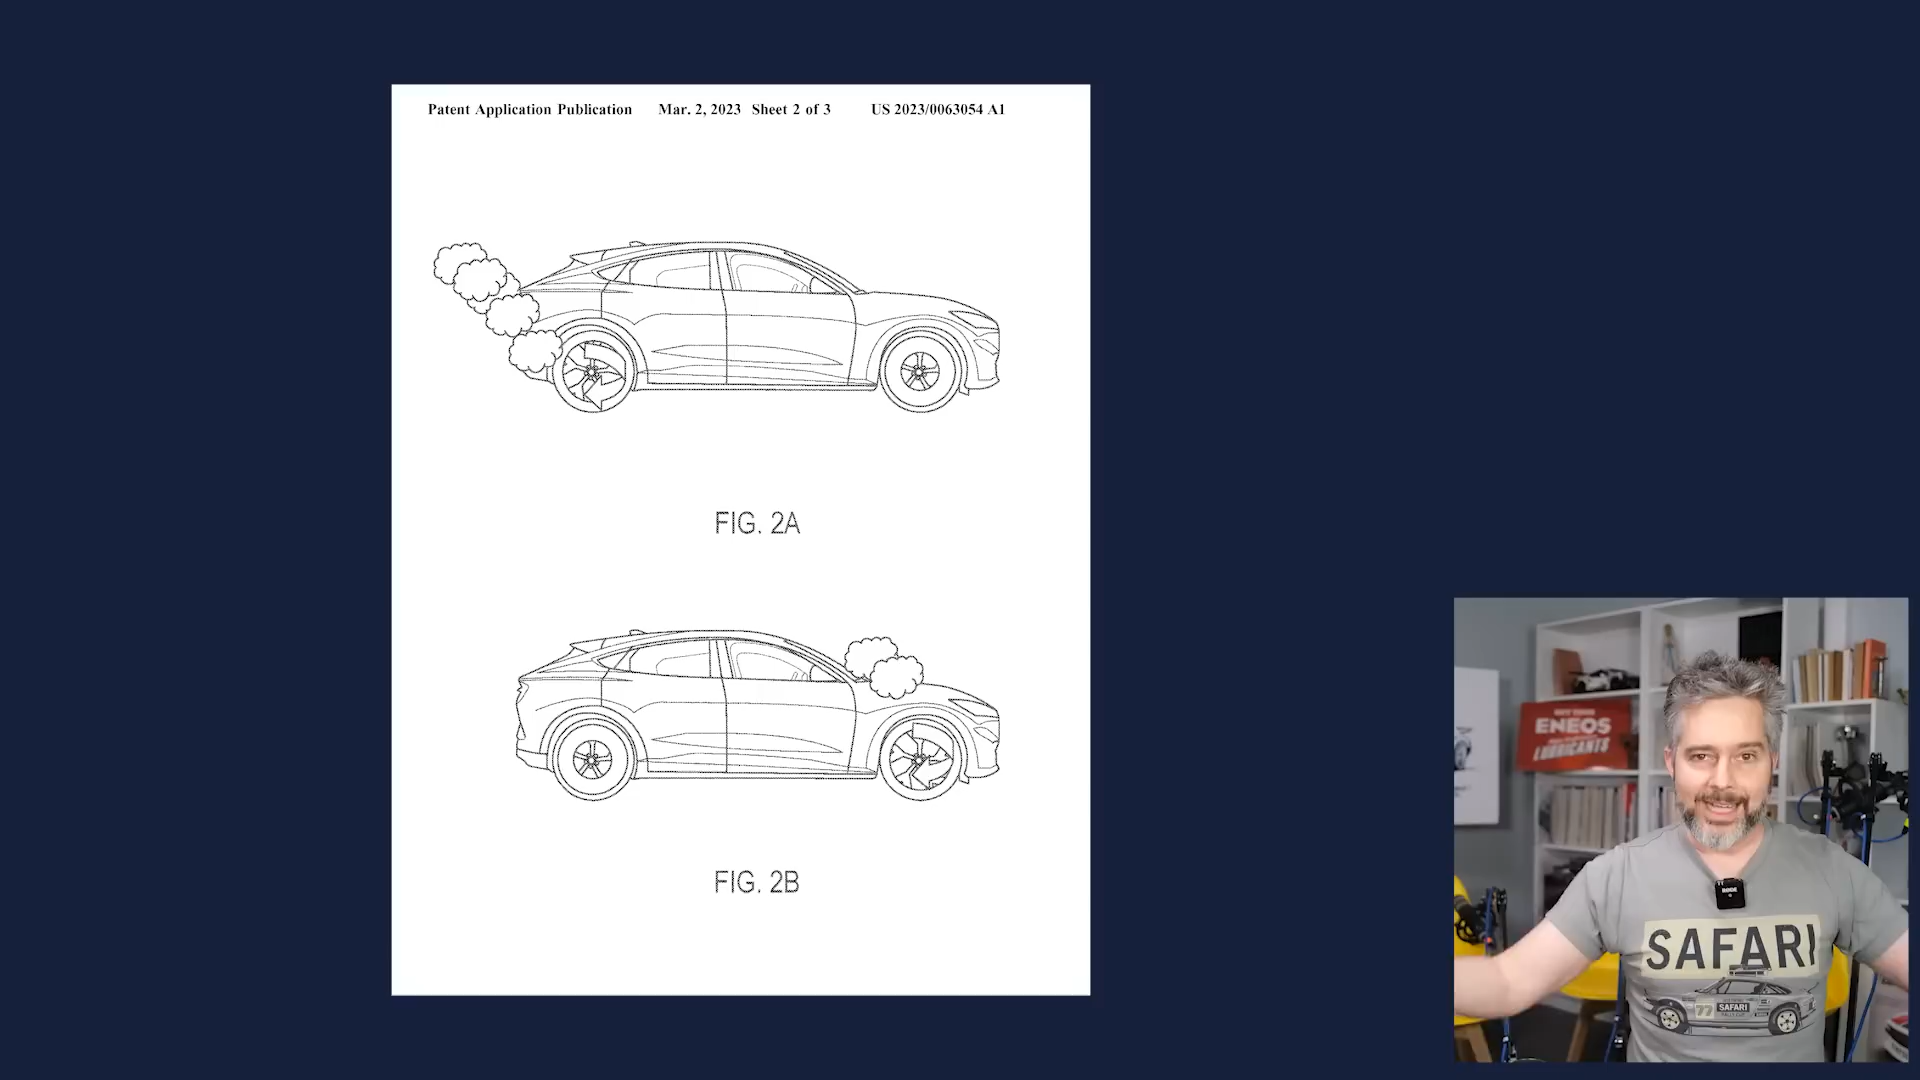 Patent Application Publication Mar. 2, 2023 Sheet 2 of 3 US 2023/0063054 A1
FIG. 2A
FIG. 2B
ENEOS
LUBRICANTS
RODE
SAFARI
77
SAFARI